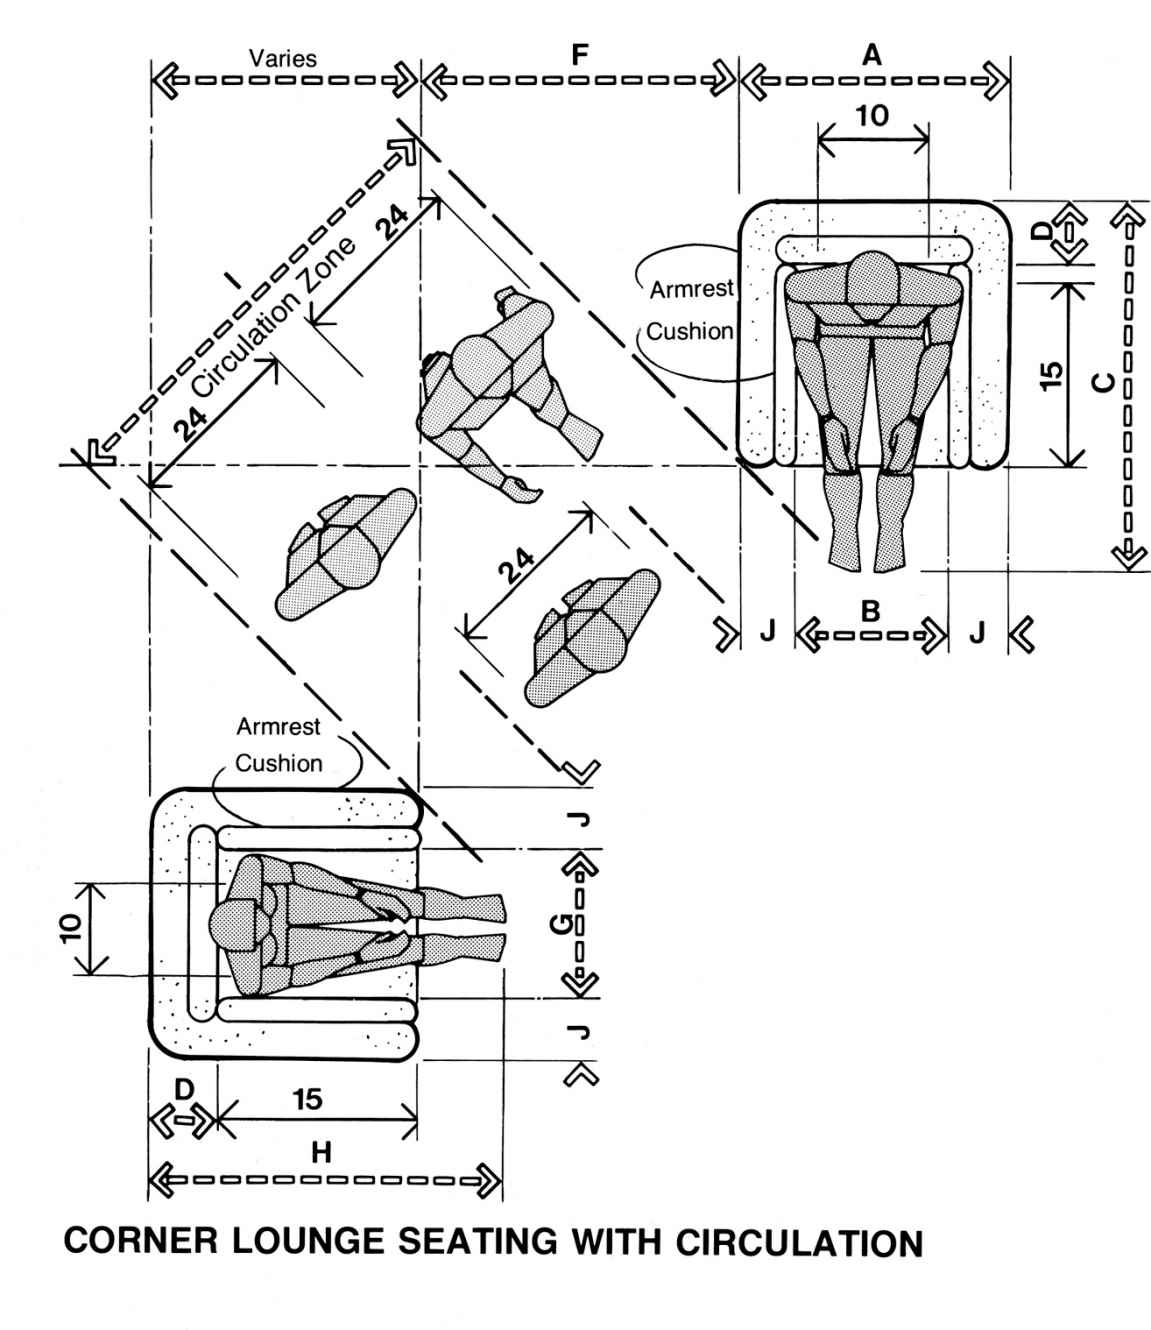 Varies
F
A
10
24
I
Circulation Zone
24
D
Armrest
Cushion
15
C
24
J
B
J
Armrest
Cushion
J
10
G
J
D
15
H
CORNER LOUNGE SEATING WITH CIRCULATION